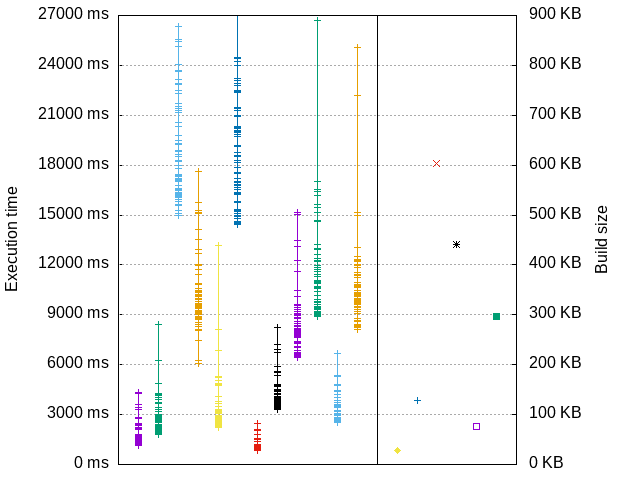 27000 ms
900 KB
24000 ms
800 KB
21000 ms
700 KB
18000 ms
600 KB
15000 ms
500 KB
12000 ms
400 KB
9000 ms
300 KB
6000 ms
200 KB
3000 ms
100 KB
0 ms
0 KB
Execution time
Build size